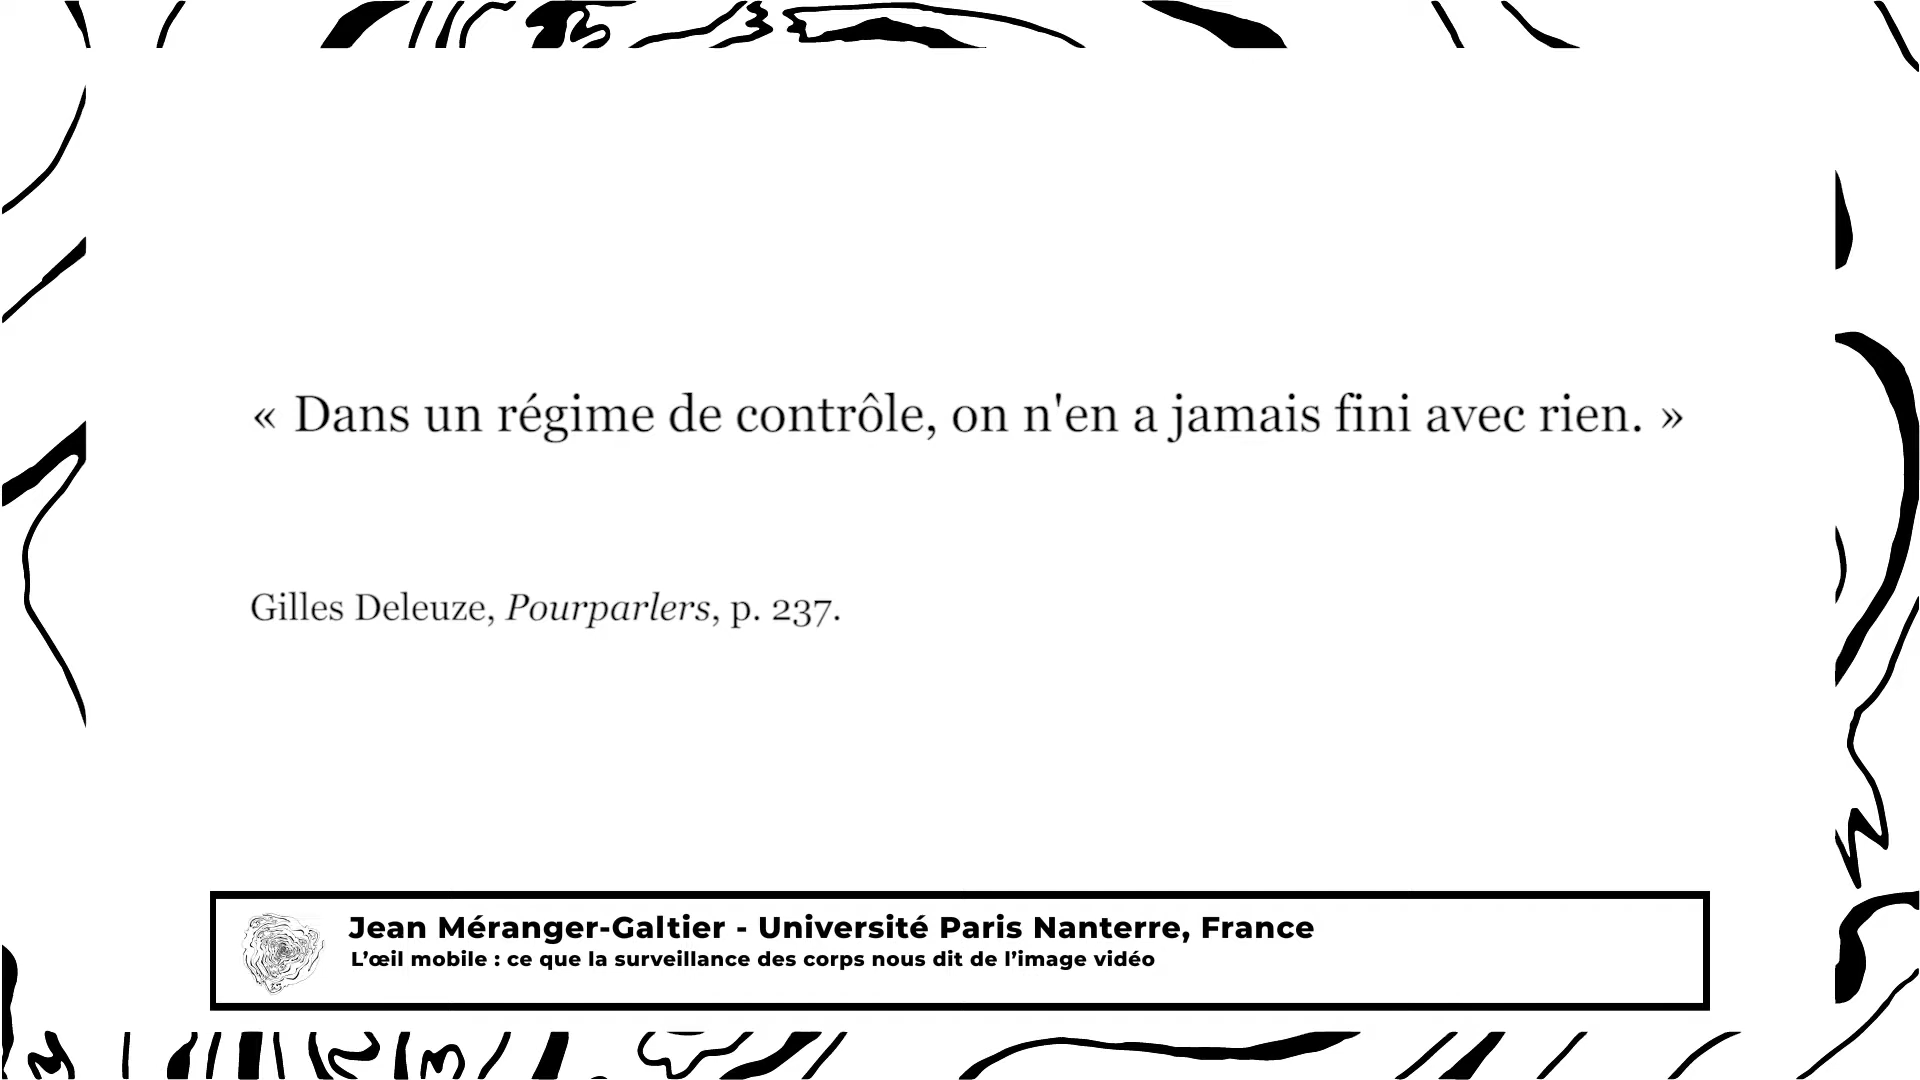 « Dans un régime de contrôle, on n'en a jamais fini avec rien. »
Gilles Deleuze, Pourparlers, p. 237.
Jean Méranger-Galtier - Université Paris Nanterre, France
L’œil mobile : ce que la surveillance des corps nous dit de l’image vidéo